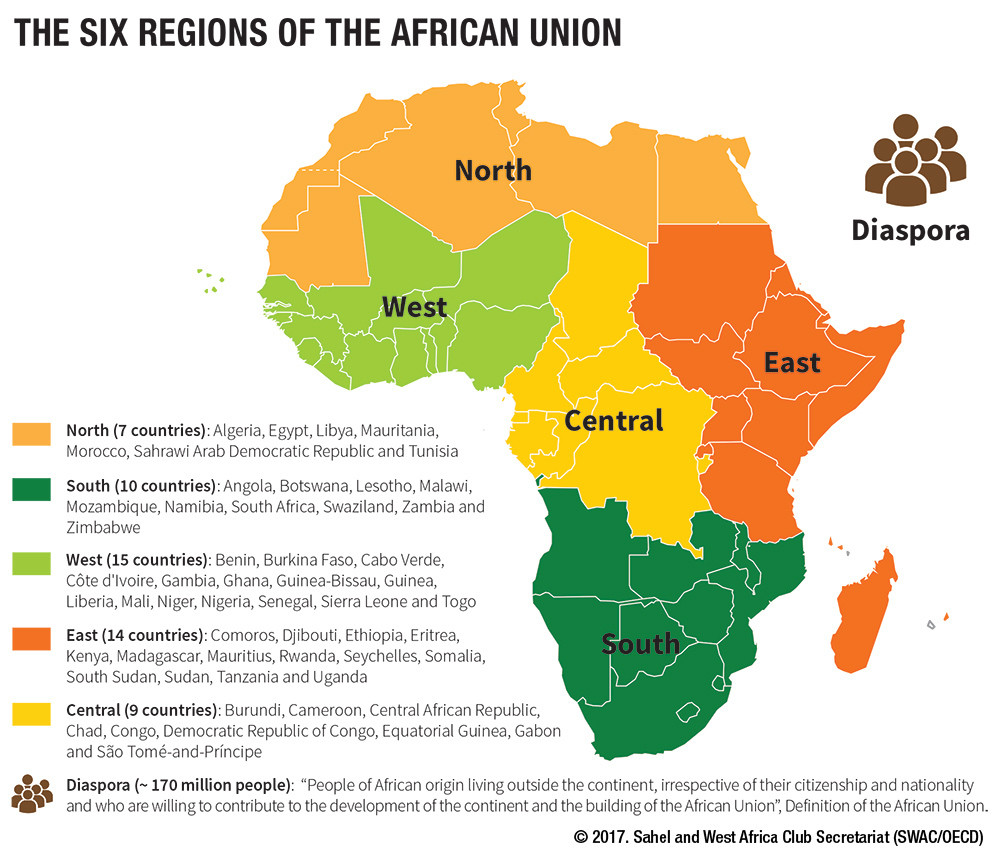 THE SIX REGIONS OF THE AFRICAN UNION
North
Diaspora
West
East
Central
South
North (7 countries): Algeria, Egypt, Libya, Mauritania,
Morocco, Sahrawi Arab Democratic Republic and Tunisia
South (10 countries): Angola, Botswana, Lesotho, Malawi,
Mozambique, Namibia, South Africa, Swaziland, Zambia and
Zimbabwe
West (15 countries): Benin, Burkina Faso, Cabo Verde,
Côte d'Ivoire, Gambia, Ghana, Guinea-Bissau, Guinea,
Liberia, Mali, Niger, Nigeria, Senegal, Sierra Leone and Togo
East (14 countries): Comoros, Djibouti, Ethiopia, Eritrea,
Kenya, Madagascar, Mauritius, Rwanda, Seychelles, Somalia,
South Sudan, Sudan, Tanzania and Uganda
Central (9 countries): Burundi, Cameroon, Central African Republic,
Chad, Congo, Democratic Republic of Congo, Equatorial Guinea, Gabon
and São Tomé-and-Príncipe
Diaspora (~ 170 million people): “People of African origin living outside the continent, irrespective of their citizenship and nationality
and who are willing to contribute to the development of the continent and the building of the African Union”, Definition of the African Union.
© 2017. Sahel and West Africa Club Secretariat (SWAC/OECD)